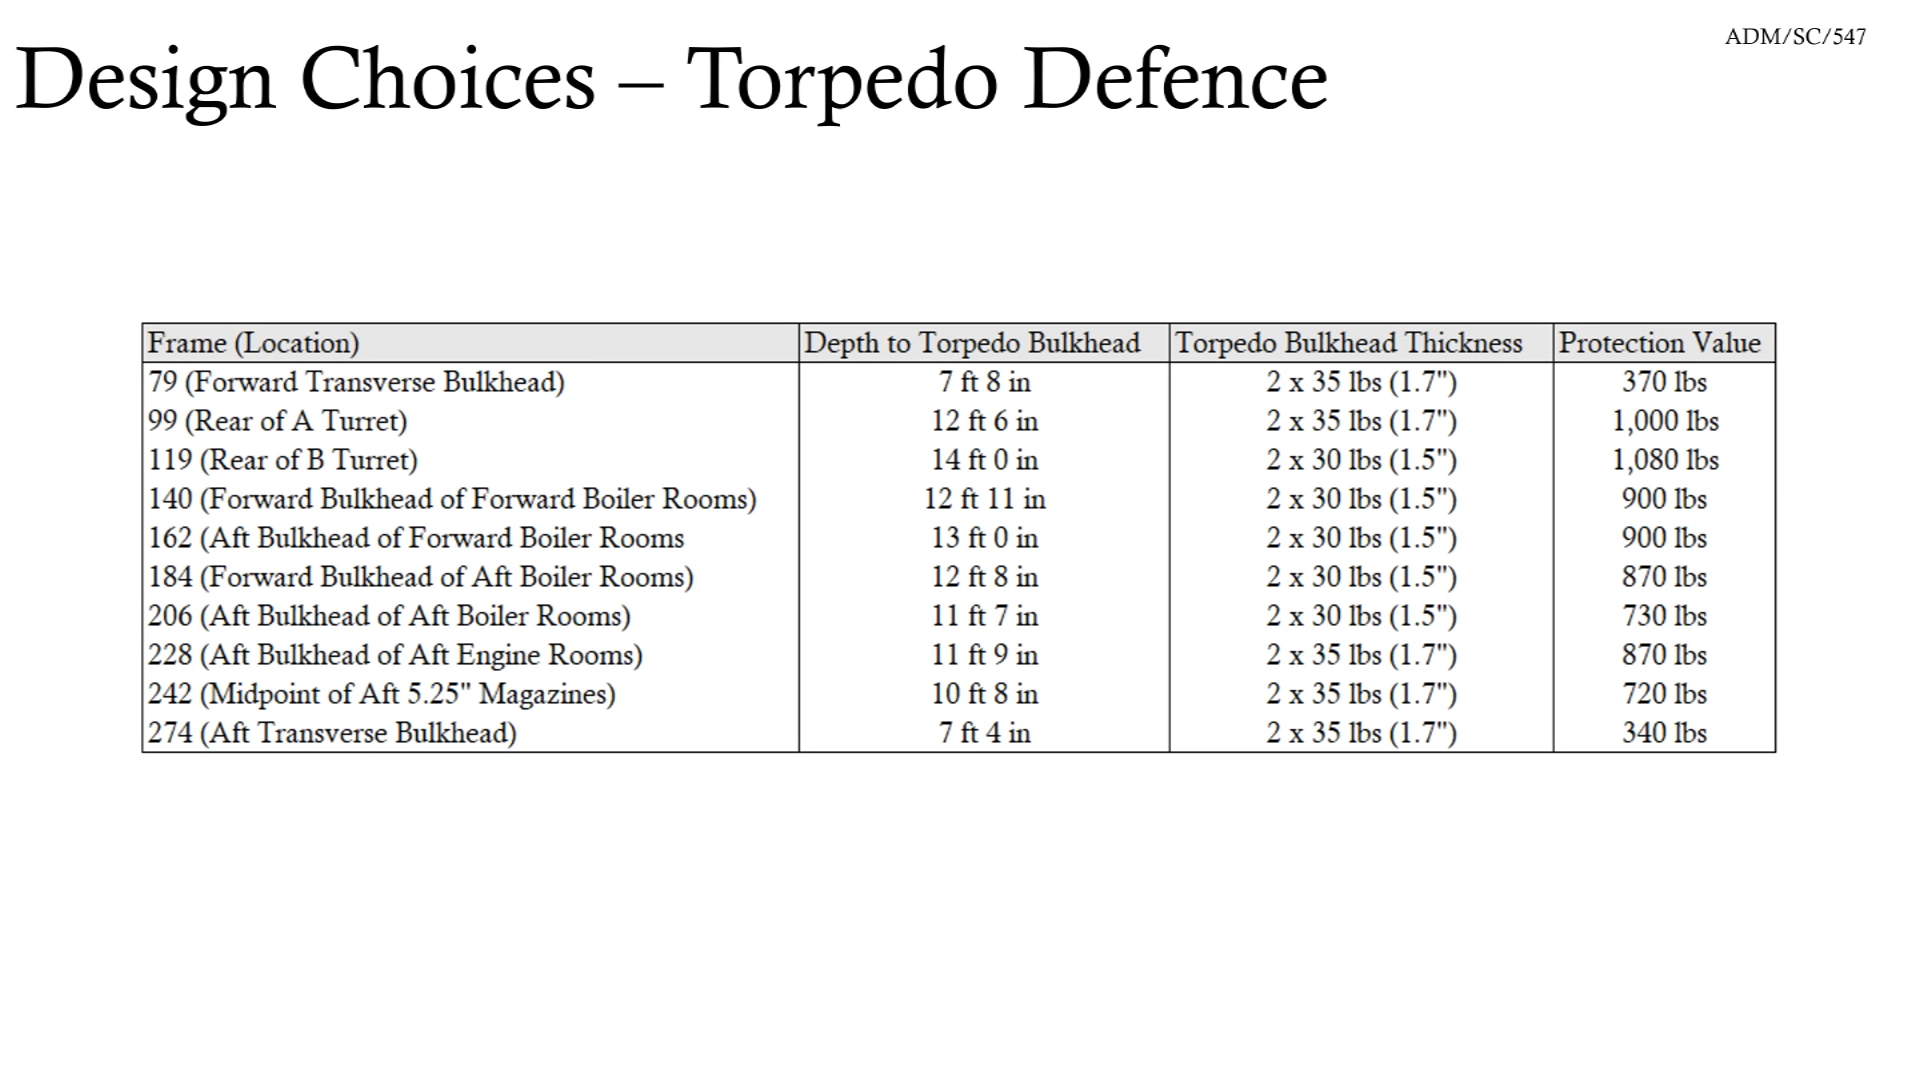 ADM/SC/547
Design Choices – Torpedo Defence
Frame (Location) Depth to Torpedo Bulkhead Torpedo Bulkhead Thickness Protection Value
79 (Forward Transverse Bulkhead) 7 ft 8 in 2 x 35 lbs (1.7") 370 lbs
99 (Rear of A Turret) 12 ft 6 in 2 x 35 lbs (1.7") 1,000 lbs
119 (Rear of B Turret) 14 ft 0 in 2 x 30 lbs (1.5") 1,080 lbs
140 (Forward Bulkhead of Forward Boiler Rooms) 12 ft 11 in 2 x 30 lbs (1.5") 900 lbs
162 (Aft Bulkhead of Forward Boiler Rooms 13 ft 0 in 2 x 30 lbs (1.5") 900 lbs
184 (Forward Bulkhead of Aft Boiler Rooms) 12 ft 8 in 2 x 30 lbs (1.5") 870 lbs
206 (Aft Bulkhead of Aft Boiler Rooms) 11 ft 7 in 2 x 30 lbs (1.5") 730 lbs
228 (Aft Bulkhead of Aft Engine Rooms) 11 ft 9 in 2 x 35 lbs (1.7") 870 lbs
242 (Midpoint of Aft 5.25" Magazines) 10 ft 8 in 2 x 35 lbs (1.7") 720 lbs
274 (Aft Transverse Bulkhead) 7 ft 4 in 2 x 35 lbs (1.7") 340 lbs